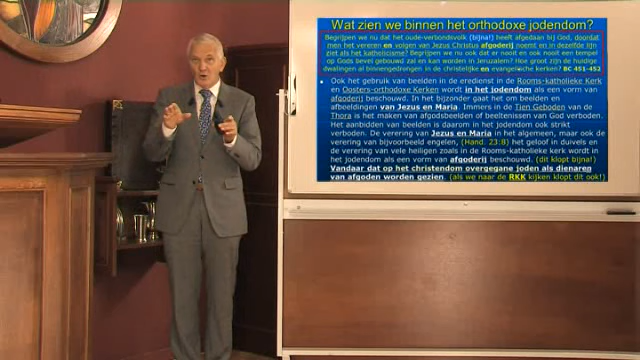 Wat zien we binnen het orthodoxe jodendom?
Begrijpen we nu dat het oude-verbondsvolk (bijna!) heeft afgedaan bij God, doordat
men het vereren en volgen van Jezus Christus afgoderij noemt en in dezelfde lijn
ziet als het katholicisme? Begrijpen we nu ook dat er nooit en ook nooit een tempel
op Gods bevel gebouwd zal en kan worden in Jeruzalem? Hoe groot zijn de huidige
dwalingen al binnengedrongen in de christelijke en evangelische kerken? BC 451-452
• Ook het gebruik van beelden in de eredienst in de Rooms-katholieke Kerk
en Oosters-orthodoxe Kerken wordt in het jodendom als een vorm van
afgoderij beschouwd. In het bijzonder gaat het om beelden en
afbeeldingen van Jezus en Maria. Immers in de Tien Geboden van de
Thora is het maken van afgodsbeelden of beeltenissen van God verboden.
Het aanbidden van beelden is daarom in het jodendom ook strikt
verboden. De verering van Jezus en Maria in het algemeen, maar ook de
verering van bijvoorbeeld engelen, (Hand. 23:8) het geloof in duivels en
de verering van vele heiligen zoals in de Rooms-katholieke kerk wordt in
het jodendom als een vorm van afgoderij beschouwd. (dit klopt bijna!)
Vandaar dat op het christendom overgegane joden als dienaren
van afgoden worden gezien. (als we naar de RKK kijken klopt dit ook!)